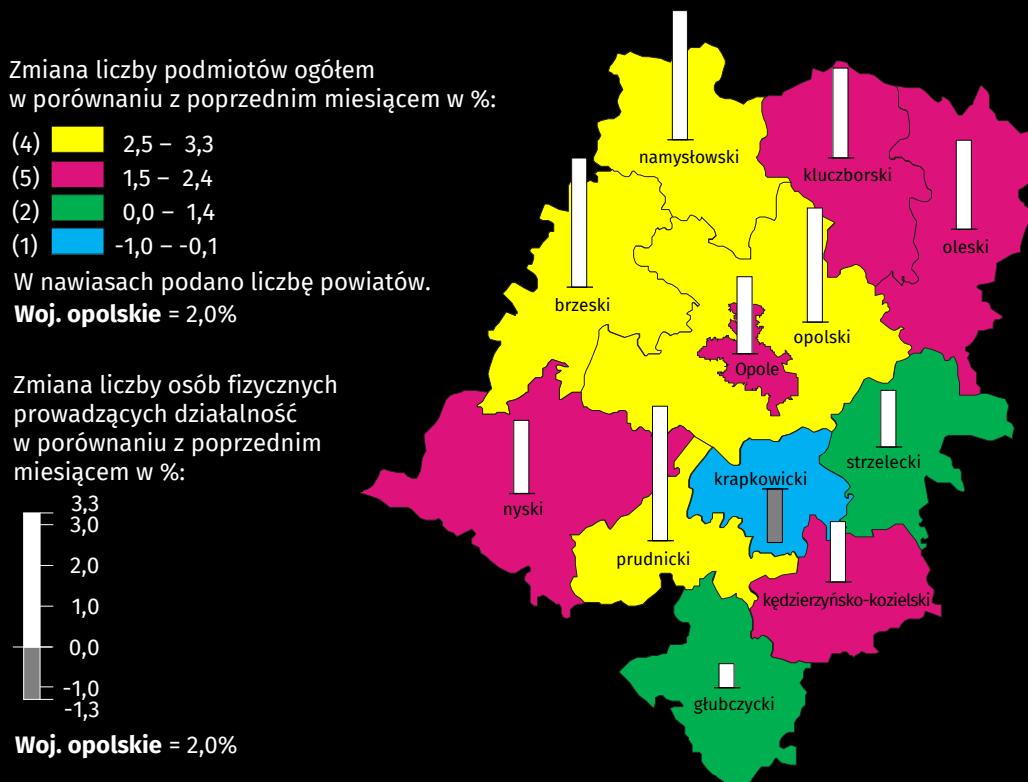 Zmiana liczby podmiotów ogółem
w porównaniu z poprzednim miesiącem w %:
(4) 2,5 – 3,3
(5) 1,5 – 2,4
(2) 0,0 – 1,4
(1) -1,0 – -0,1
W nawiasach podano liczbę powiatów.
Woj. opolskie = 2,0%
Zmiana liczby osób fizycznych
prowadzących działalność
w porównaniu z poprzednim
miesiącem w %:
3,3
3,0
2,0
1,0
0,0
-1,0
-1,3
Woj. opolskie = 2,0%
namysłowski
kluczborski
oleski
brzeski
opolski
Opole
strzelecki
krapkowicki
nyski
prudnicki
kędzierzyńsko-kozielski
głubczycki